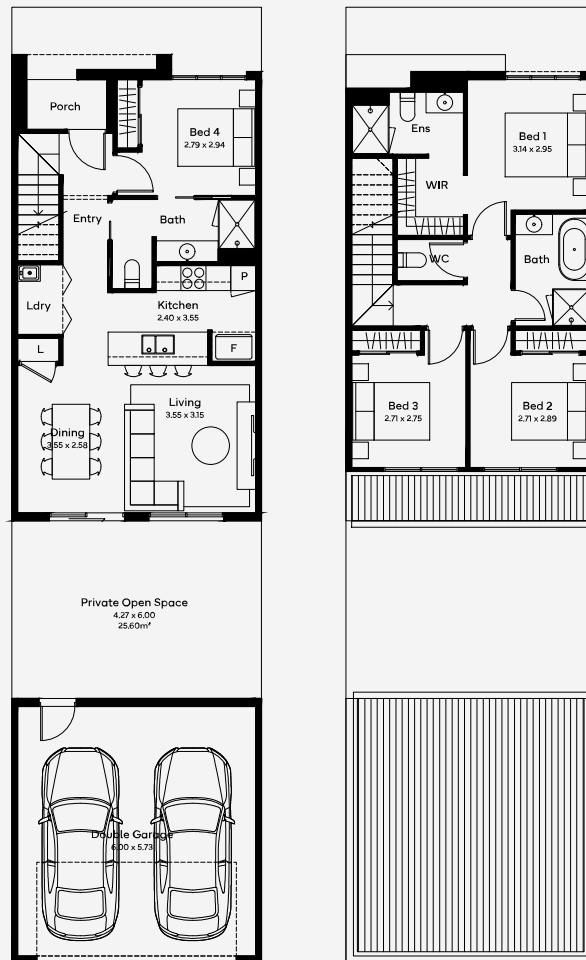 Porch
Bed 4
2.79 x 2.94
Entry
Bath
Ldry
P
Kitchen
2.40 x 3.55
L
F
Living
3.55 x 3.15
Dining
3.55 x 2.58
Private Open Space
4.27 x 6.00
25.60m²
Double Garage
6.00 x 5.73
Ens
Bed 1
3.14 x 2.95
WIR
WC
Bath
Bed 3
2.71 x 2.75
Bed 2
2.71 x 2.89